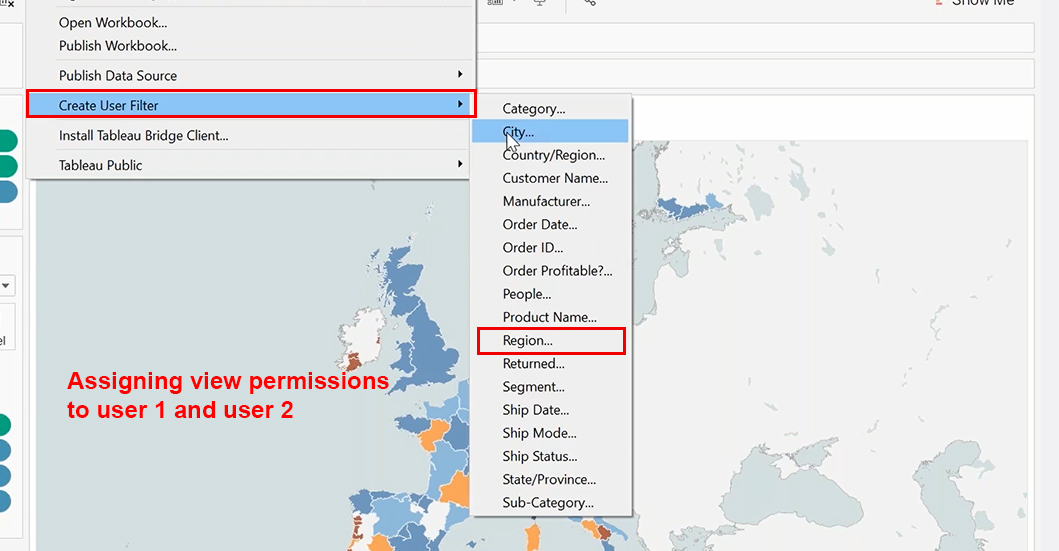 Show Me
Open Workbook...
Publish Workbook...
Publish Data Source
Create User Filter
Install Tableau Bridge Client...
Tableau Public
Category...
City...
Country/Region...
Customer Name...
Manufacturer...
Order Date...
Order ID...
Order Profitable?...
People...
Product Name...
Region...
Returned...
Segment...
Ship Date...
Ship Mode...
Ship Status...
State/Province...
Sub-Category...
Assigning view permissions
to user 1 and user 2